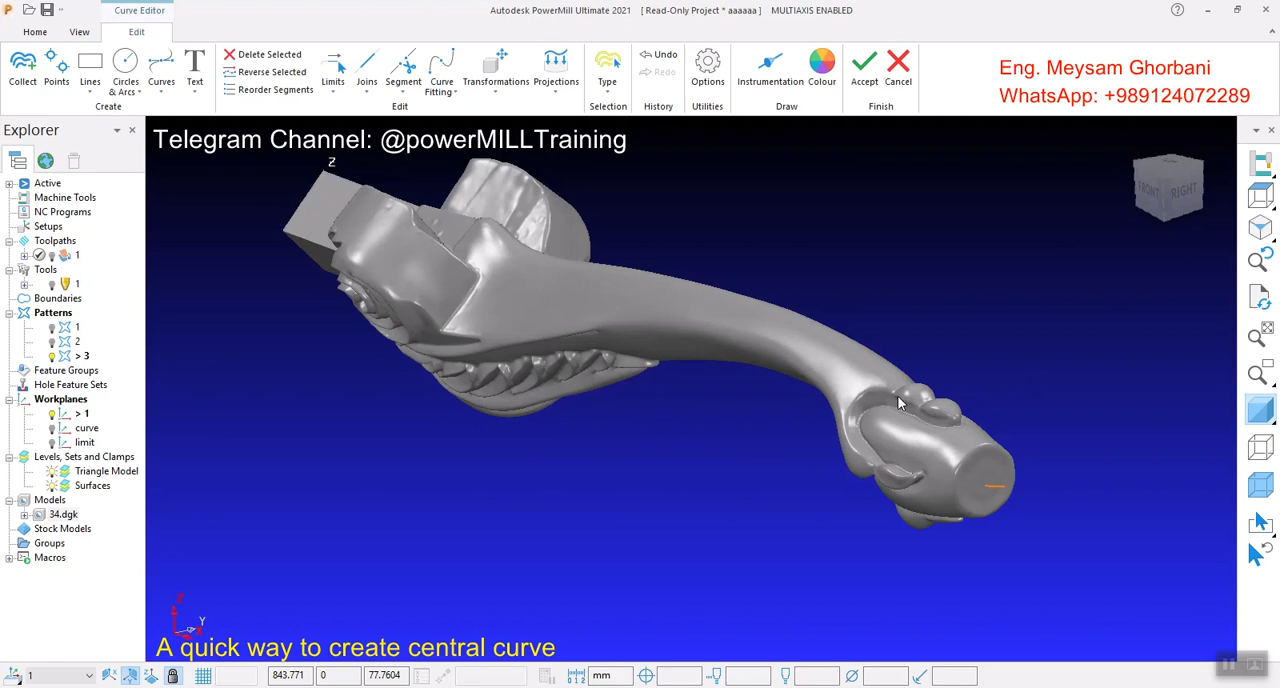 Curve Editor
Autodesk PowerMill Ultimate 2021 [ Read-Only Project * aaaaaa ] MULTIAXIS ENABLED
Home View Edit
Collect Points Lines Circles & Arcs Curves Text
Delete Selected
Reverse Selected
Reorder Segments
Limits Joins Segment Curve Fitting Transformations Projections Type
Undo
Redo
Options Instrumentation Colour Accept Cancel
Create Edit Selection History Utilities Draw Finish
Eng. Meysam Ghorbani
WhatsApp: +989124072289
Explorer
Telegram Channel: @powerMILLTraining
Z
FRONT RIGHT
Active
Machine Tools
NC Programs
Setups
Toolpaths
1
Tools
1
Boundaries
Patterns
1
2
> 3
Feature Groups
Hole Feature Sets
Workplanes
> 1
curve
limit
Levels, Sets and Clamps
Triangle Model
Surfaces
Models
34.dgk
Stock Models
Groups
Macros
Z
Y
X
A quick way to create central curve
1 843.771 0 77.7604 mm